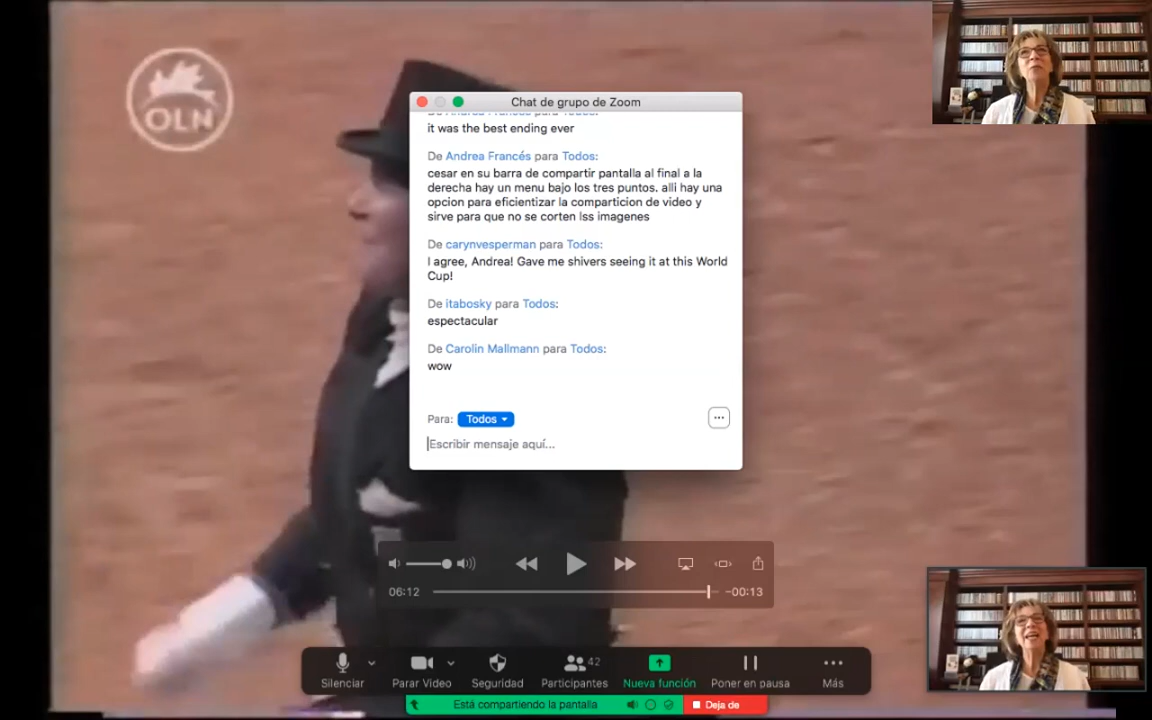 OLN
Chat de grupo de Zoom
De Andrea Francés para Todos:
it was the best ending ever
De Andrea Francés para Todos:
cesar en su barra de compartir pantalla al final a la
derecha hay un menu bajo los tres puntos. alli hay una
opcion para eficientizar la comparticion de video y
sirve para que no se corten lss imagenes
De carynvesperman para Todos:
I agree, Andrea! Gave me shivers seeing it at this World
Cup!
De itabosky para Todos:
espectacular
De Carolin Mallmann para Todos:
wow
Para: Todos
Escribir mensaje aquí...
06:12 -00:13
42
Silenciar Parar Video Seguridad Participantes Nueva función Poner en pausa Más
Está compartiendo la pantalla Deja de